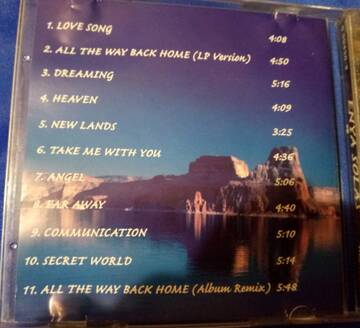 1. LOVE SONG 4:08
2. ALL THE WAY BACK HOME (LP Version) 4:50
3. DREAMING 5:16
4. HEAVEN 4:09
5. NEW LANDS 3:25
6. TAKE ME WITH YOU 4:36
7. ANGEL 5:06
8. FAR AWAY 4:40
9. COMMUNICATION 5:10
10. SECRET WORLD 5:14
11. ALL THE WAY BACK HOME (Album Remix) 5:48